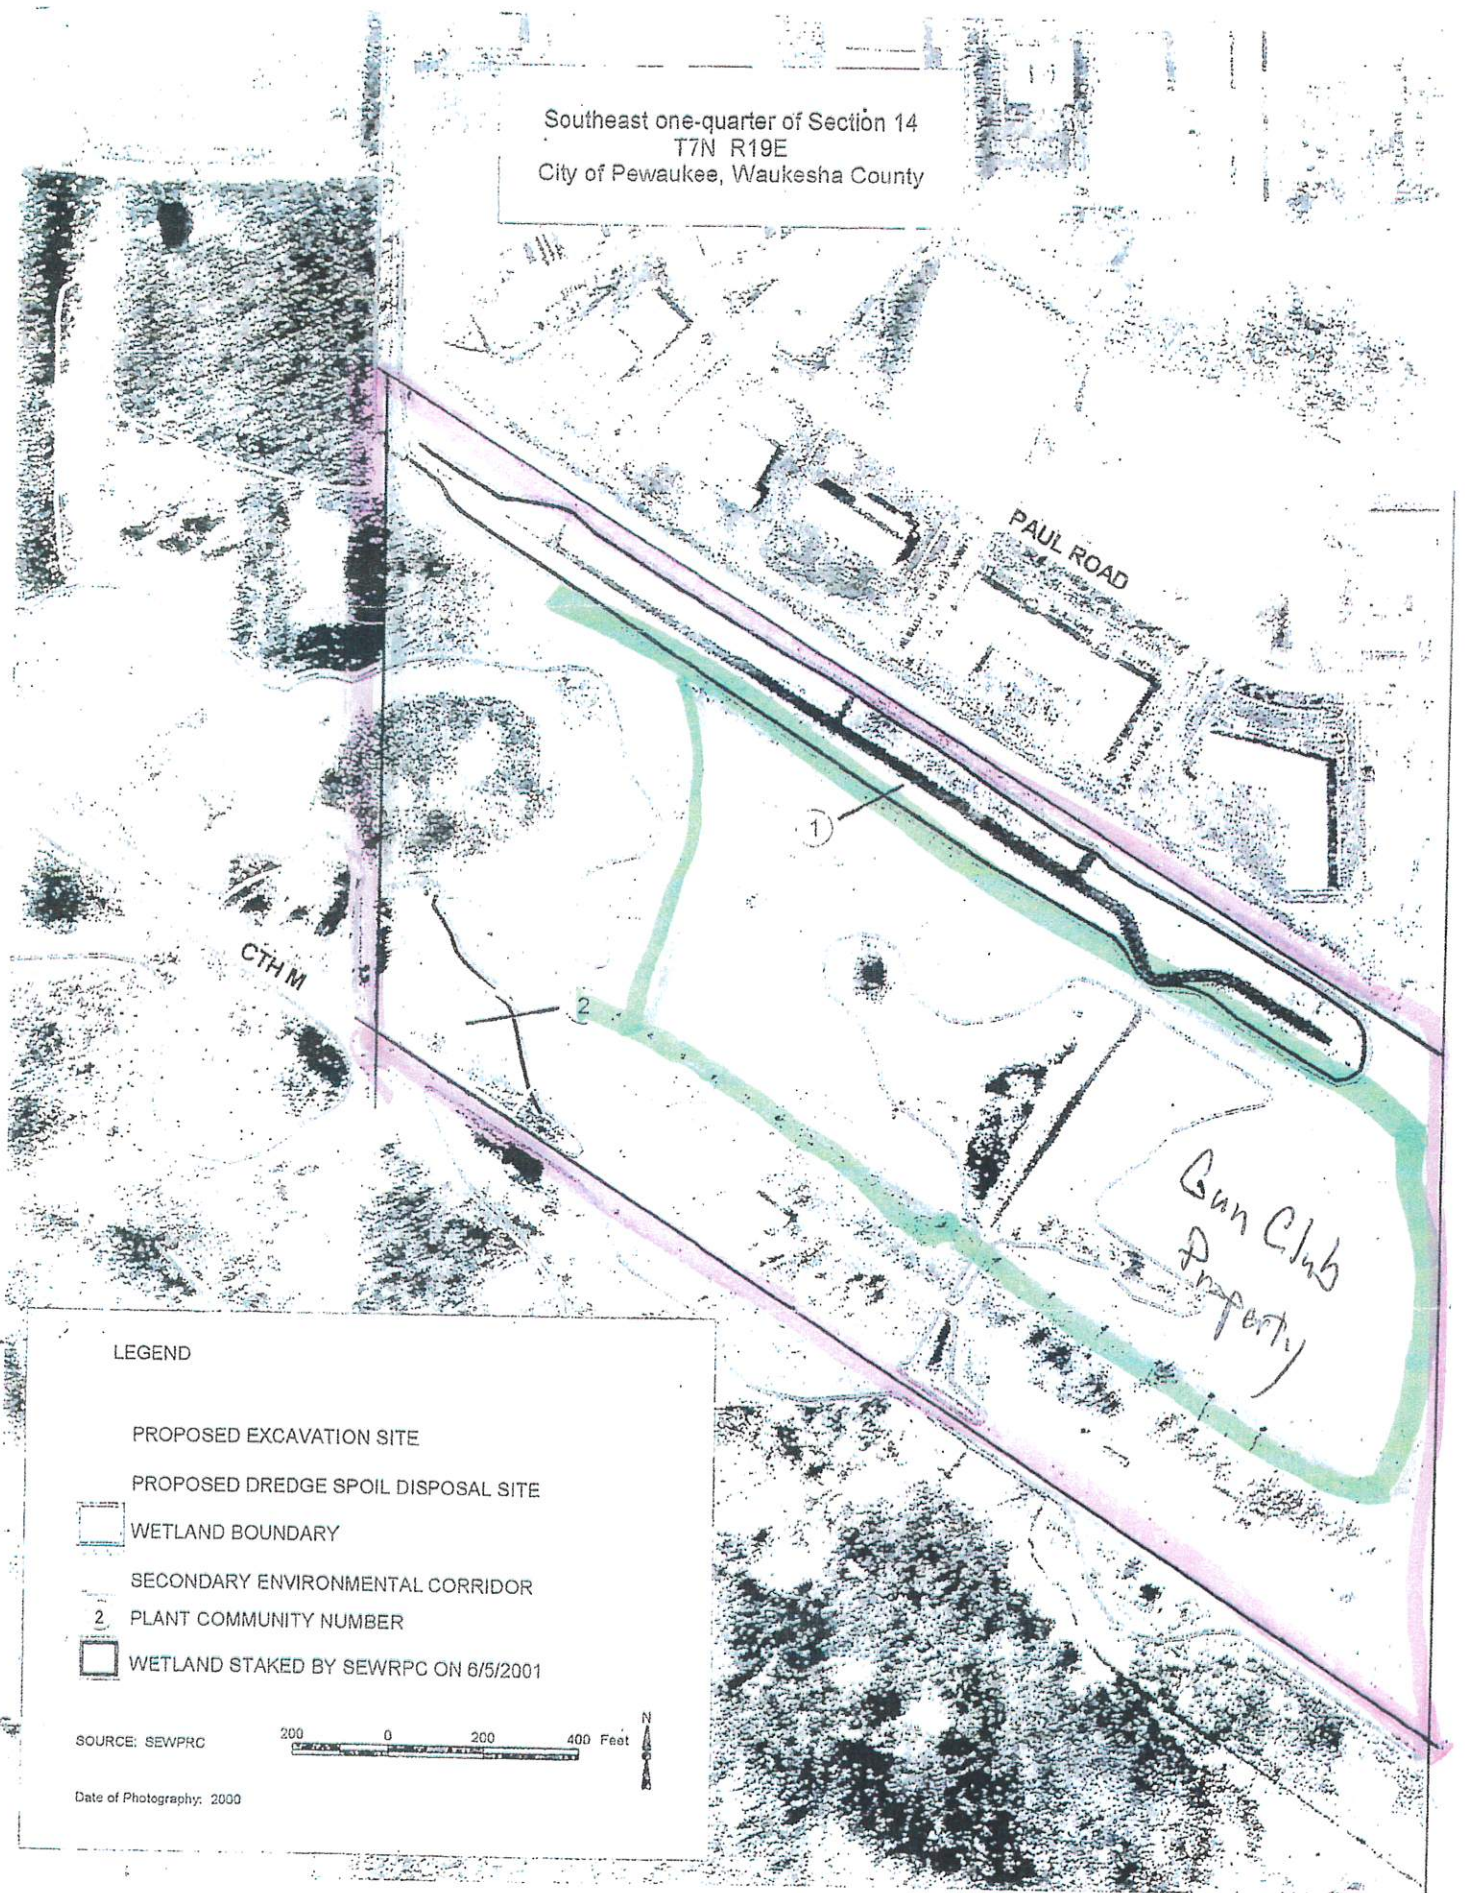 Southeast one-quarter of Section 14
T7N R19E
City of Pewaukee, Waukesha County
PAUL ROAD
1
CTH M
2
Gun Club
Property
LEGEND
PROPOSED EXCAVATION SITE
PROPOSED DREDGE SPOIL DISPOSAL SITE
WETLAND BOUNDARY
SECONDARY ENVIRONMENTAL CORRIDOR
2 PLANT COMMUNITY NUMBER
WETLAND STAKED BY SEWRPC ON 6/5/2001
SOURCE: SEWPRC
200 0 200 400 Feet
N
Date of Photography: 2000